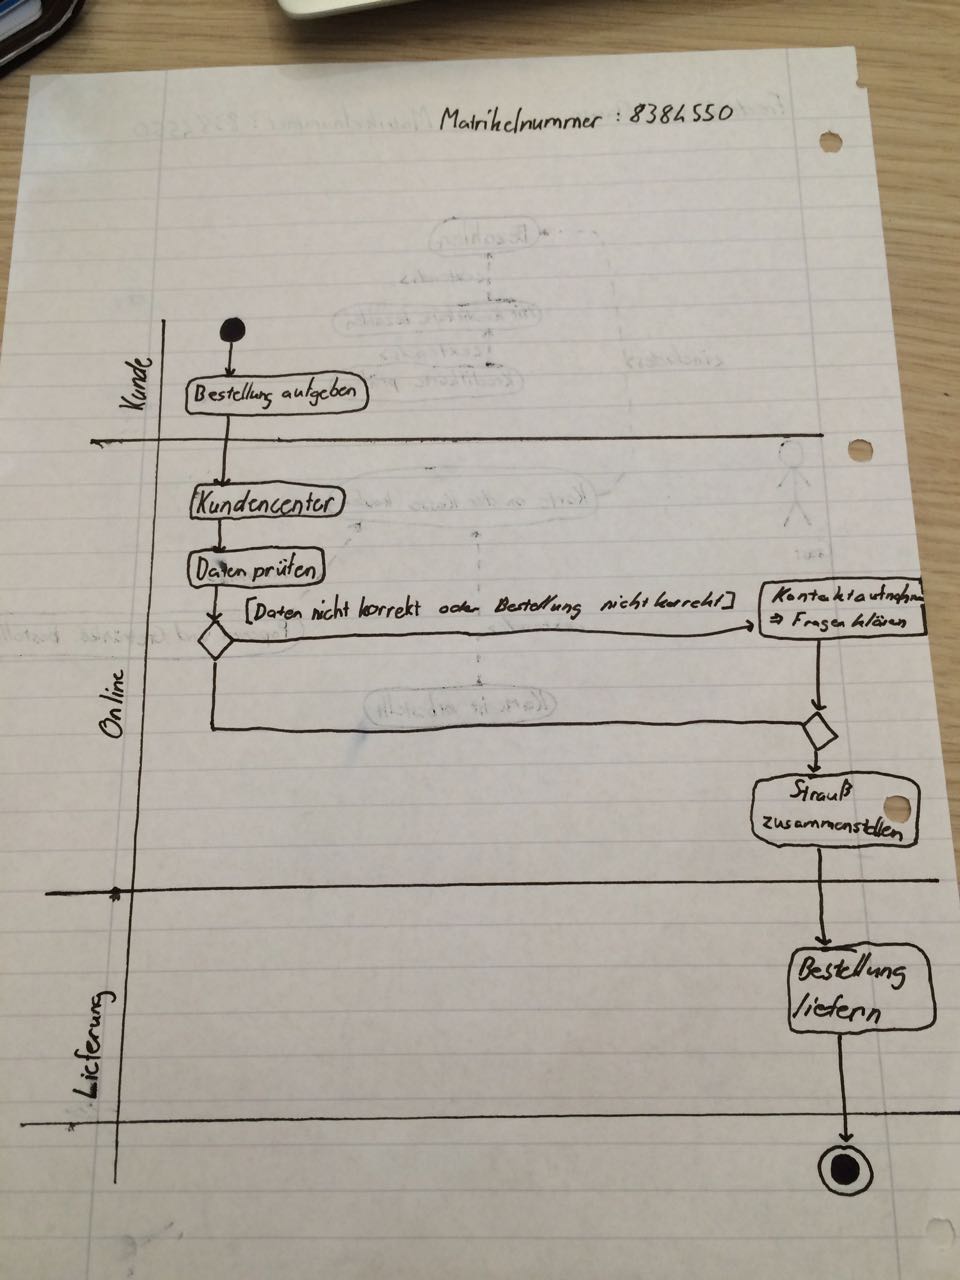 Matrikelnummer : 8384550
Kunde
Bestellung aufgeben
Kundencenter
Daten prüfen
[Daten nicht korrekt oder Bestellung nicht korrekt]
Kontaktaufnahm
⇒ Fragen klären
Online
Strauß
zusammenstellen
Bestellung
liefern
Lieferung